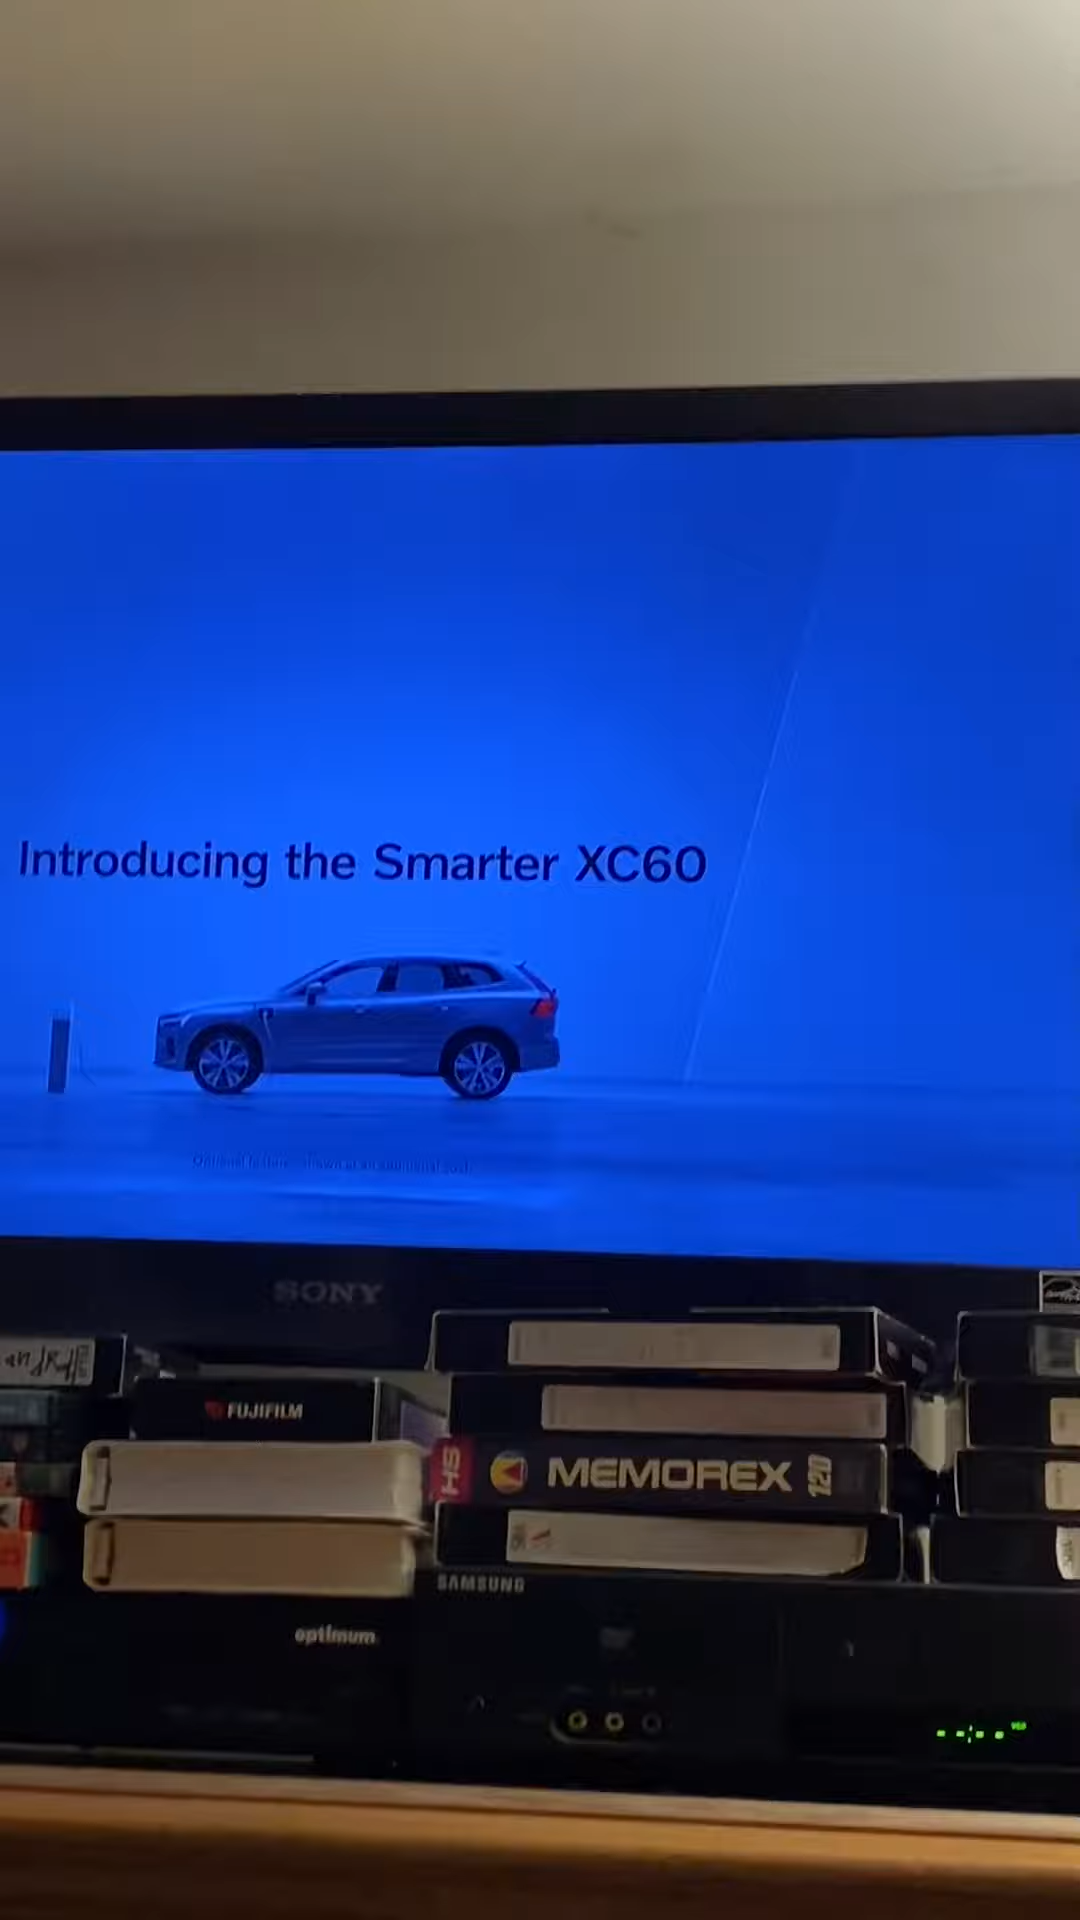 Introducing the Smarter XC60
SONY
FUJIFILM
HS
MEMOREX 120
SAMSUNG
optimum